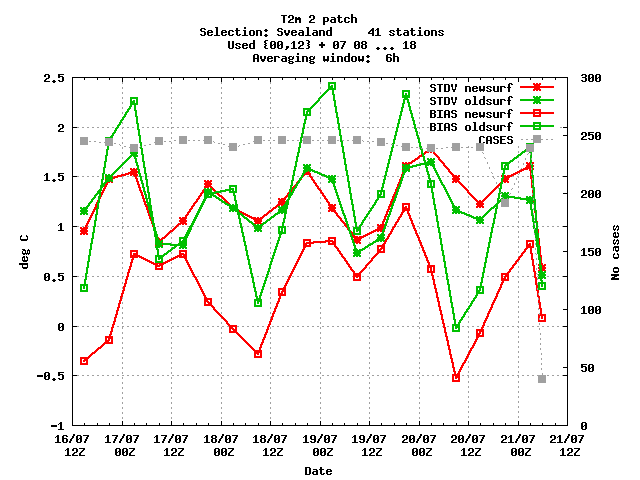 T2m 2 patch
Selection: Svealand     41 stations
Used {00,12} + 07 08 ... 18
Averaging window:  6h
STDV newsurf
STDV oldsurf
BIAS newsurf
BIAS oldsurf
CASES
2.5
2
1.5
1
0.5
0
-0.5
-1
300
250
200
150
100
50
0
deg C
No cases
16/07 17/07 17/07 18/07 18/07 19/07 19/07 20/07 20/07 21/07 21/07
12Z 00Z 12Z 00Z 12Z 00Z 12Z 00Z 12Z 00Z 12Z
Date